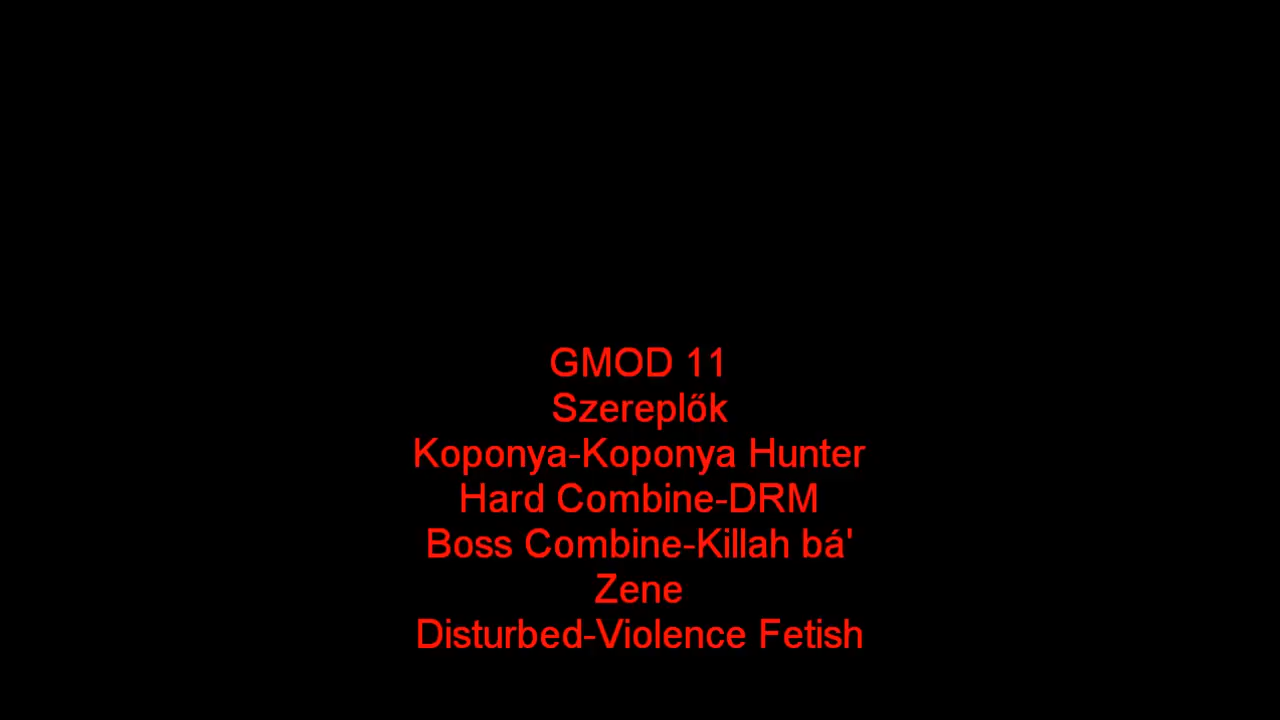 GMOD 11
Szereplők
Koponya-Koponya Hunter
Hard Combine-DRM
Boss Combine-Killah bá'
Zene
Disturbed-Violence Fetish